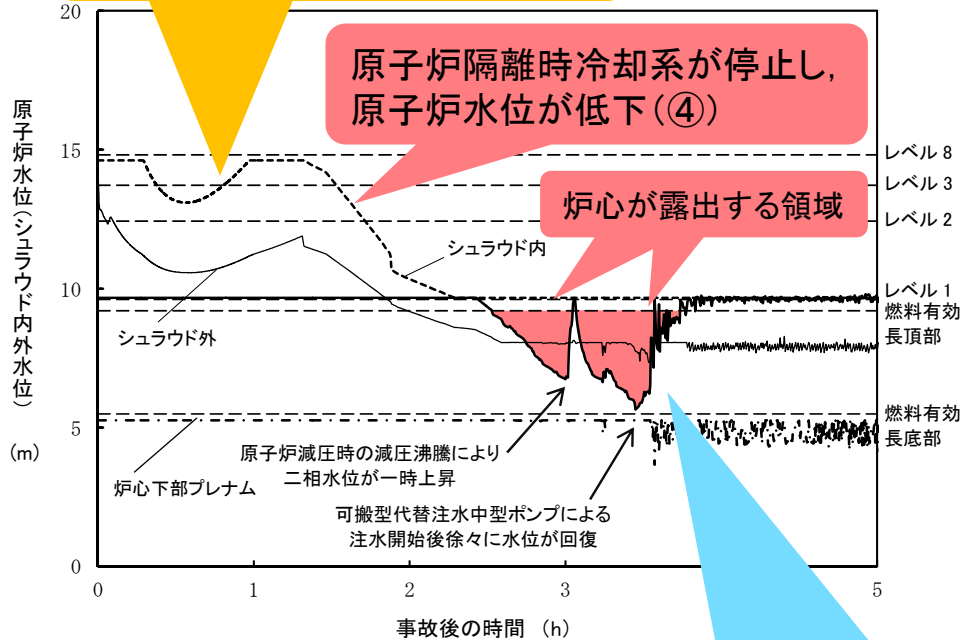 20
15
10
5
0
原子炉水位(シュラウド内外水位)
(m)
原子炉隔離時冷却系が停止し,
原子炉水位が低下(④)
炉心が露出する領域
レベル 8
レベル 3
レベル 2
レベル 1
燃料有効
長頂部
燃料有効
長底部
シュラウド内
シュラウド外
炉心下部プレナム
原子炉減圧時の減圧沸騰により
二相水位が一時上昇
可搬型代替注水中型ポンプによる
注水開始後徐々に水位が回復
0
1
2
3
5
事故後の時間 (h)